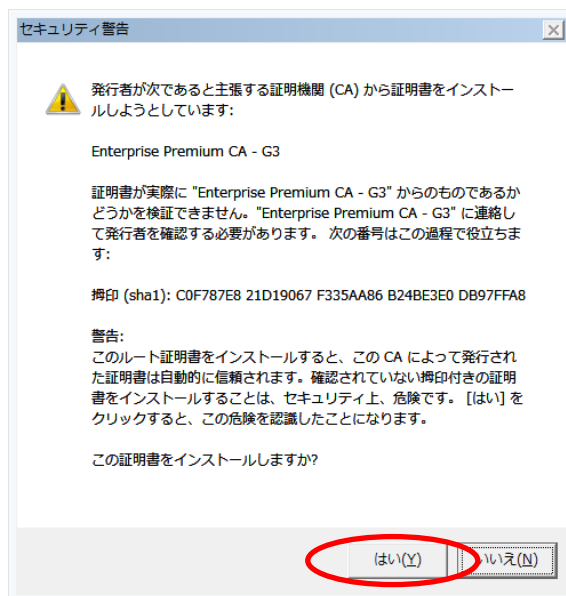 セキュリティ警告
発行者が次であると主張する証明機関 (CA) から証明書をインストー
ルしようとしています:
Enterprise Premium CA - G3
証明書が実際に "Enterprise Premium CA - G3" からのものであるか
どうかを検証できません。"Enterprise Premium CA - G3" に連絡し
て発行者を確認する必要があります。 次の番号はこの過程で役立ちま
す:
拇印 (sha1): C0F787E8 21D19067 F335AA86 B24BE3E0 DB97FFA8
警告:
このルート証明書をインストールすると、この CA によって発行され
た証明書は自動的に信頼されます。確認されていない拇印付きの証明
書をインストールすることは、セキュリティ上、危険です。 [はい] を
クリックすると、この危険を認識したことになります。
この証明書をインストールしますか?
はい(Y)
いいえ(N)